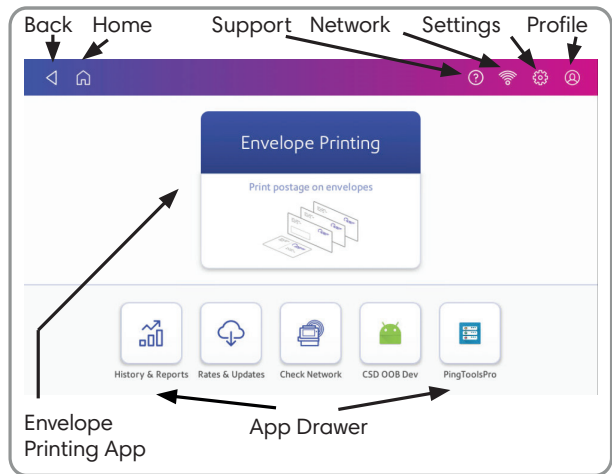 Back Home Support Network Settings Profile
Envelope Printing
Print postage on envelopes
History & Reports Rates & Updates Check Network CSD OOB Dev PingToolsPro
Envelope
Printing App
App Drawer